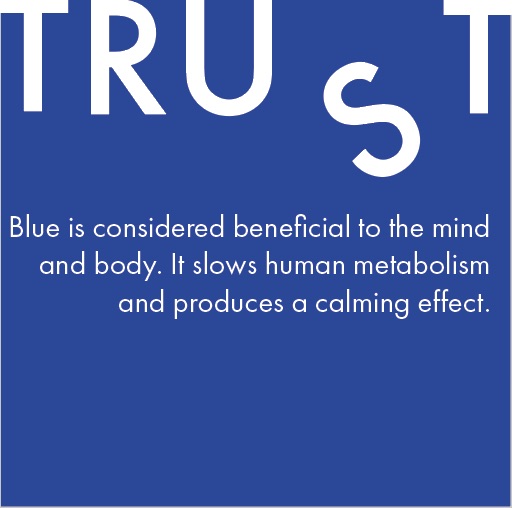 TRUST
Blue is considered beneficial to the mind
and body. It slows human metabolism
and produces a calming effect.